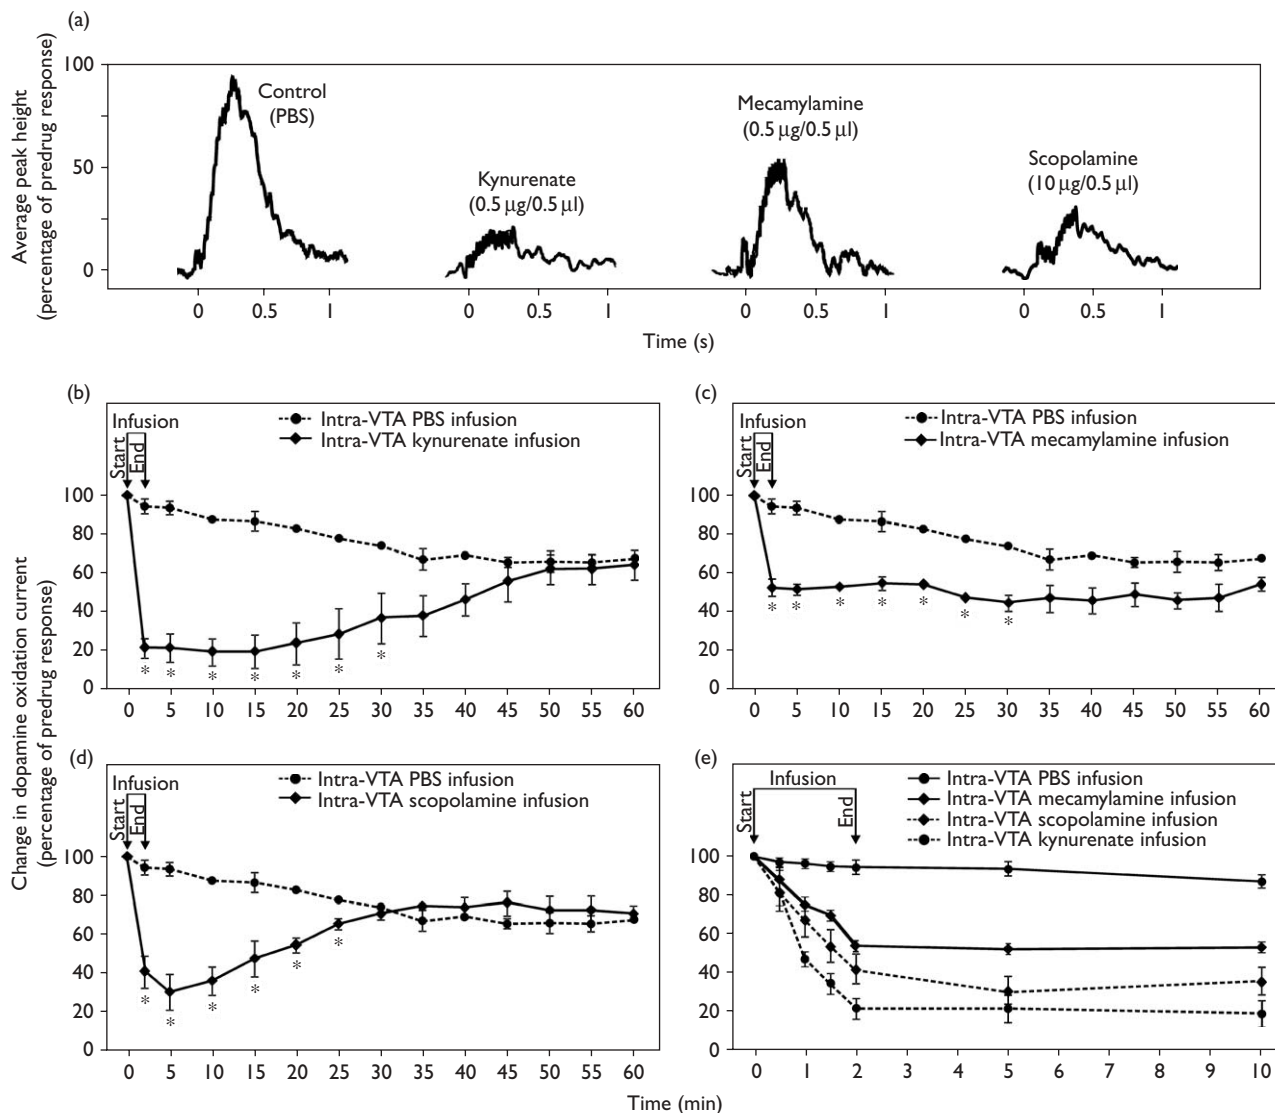 (a)
Average peak height
(percentage of predrug response)
100
50
0
Control
(PBS)
Kynurenate
(0.5 μg/0.5 μl)
Mecamylamine
(0.5 μg/0.5 μl)
Scopolamine
(10 μg/0.5 μl)
0 0.5 1
0 0.5 1
0 0.5 1
0 0.5 1
Time (s)
Change in dopamine oxidation current
(percentage of predrug response)
(b)
Infusion
Start
End
Intra-VTA PBS infusion
Intra-VTA kynurenate infusion
100
80
60
40
20
0
* * * * * * *
0 5 10 15 20 25 30 35 40 45 50 55 60
(c)
Infusion
Start
End
Intra-VTA PBS infusion
Intra-VTA mecamylamine infusion
100
80
60
40
20
0
* * * * * * *
0 5 10 15 20 25 30 35 40 45 50 55 60
(d)
Infusion
Start
End
Intra-VTA PBS infusion
Intra-VTA scopolamine infusion
100
80
60
40
20
0
* * * * * *
0 5 10 15 20 25 30 35 40 45 50 55 60
(e)
Infusion
Start
End
Intra-VTA PBS infusion
Intra-VTA mecamylamine infusion
Intra-VTA scopolamine infusion
Intra-VTA kynurenate infusion
100
80
60
40
20
0
0 1 2 3 4 5 6 7 8 9 10
Time (min)